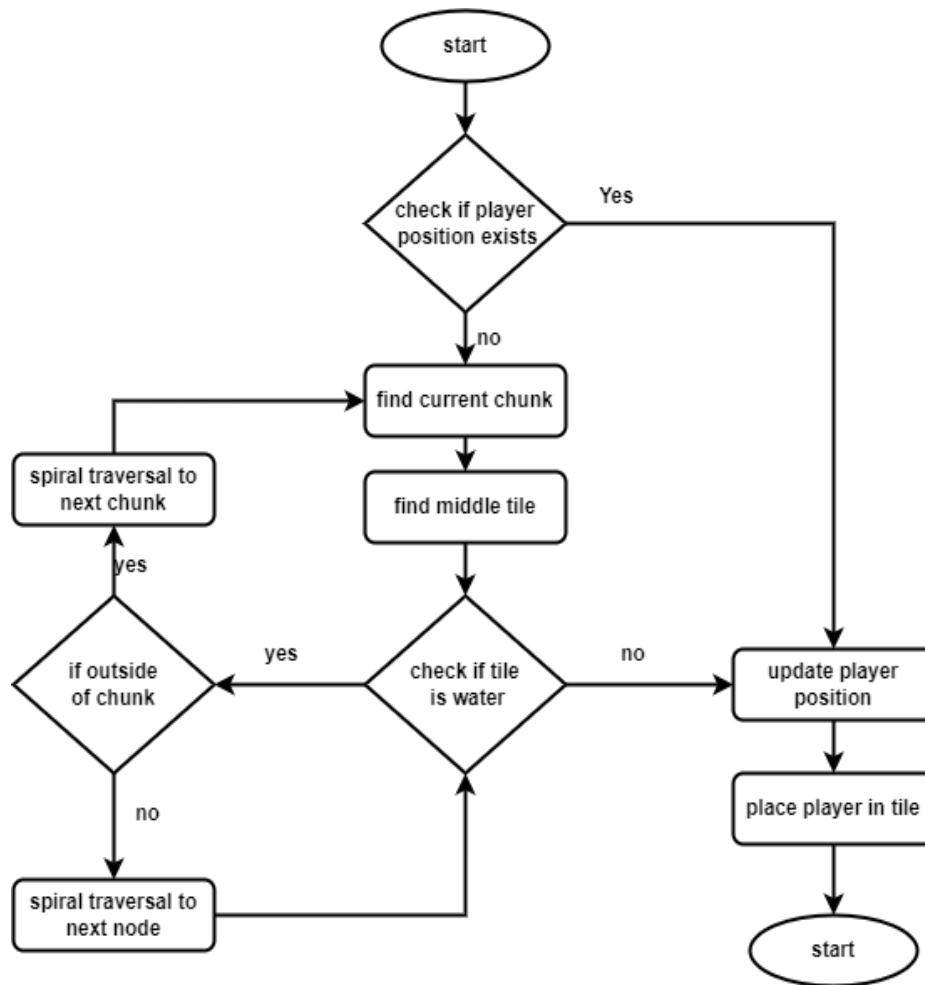 start
check if player
position exists
Yes
no
find current chunk
spiral traversal to
next chunk
find middle tile
yes
if outside
of chunk
yes
check if tile
is water
no
update player
position
no
place player in tile
spiral traversal to
next node
start